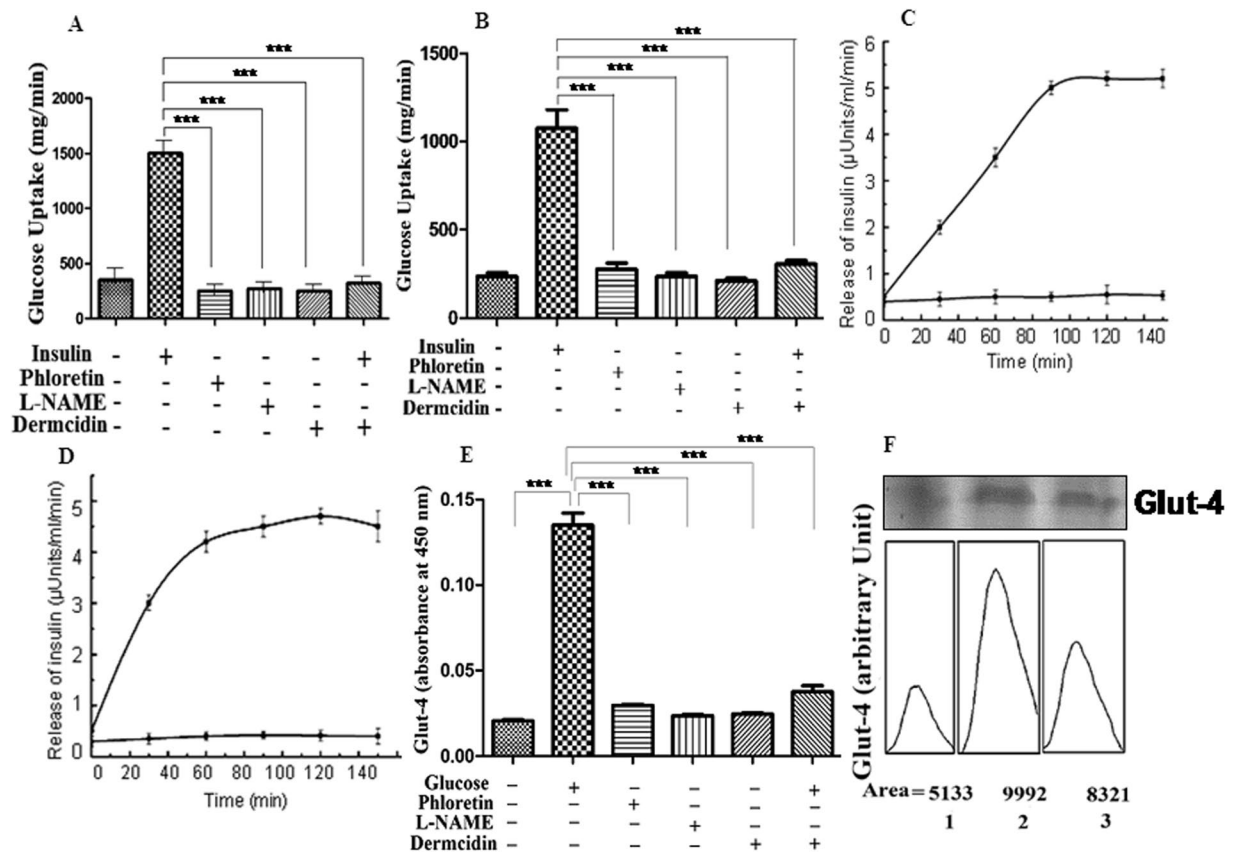 A
Glucose Uptake (mg/min)
2000
1500
1000
500
0
***
***
***
***
Insulin - + - - - +
Phloretin - - + - - -
L-NAME - - - + - -
Dermcidin - - - - + +
B
Glucose Uptake (mg/min)
1500
1000
500
0
***
***
***
***
Insulin - + - - - +
Phloretin - - + - - -
L-NAME - - - + - -
Dermcidin - - - - + +
C
Release of insulin (µUnits/ml/min)
6
5
4
3
2
1
0
0 20 40 60 80 100 120 140
Time (min)
D
Release of insulin (µUnits/ml/min)
5
4
3
2
1
0
0 20 40 60 80 100 120 140
Time (min)
E
Glut-4 (absorbance at 450 nm)
0.15
0.10
0.05
0.00
***
***
***
***
***
Glucose - + - - - +
Phloretin - - + - - -
L-NAME - - - + - -
Dermcidin - - - - + +
F
Glut-4
Glut-4 (arbitrary Unit)
Area= 5133 9992 8321
1 2 3